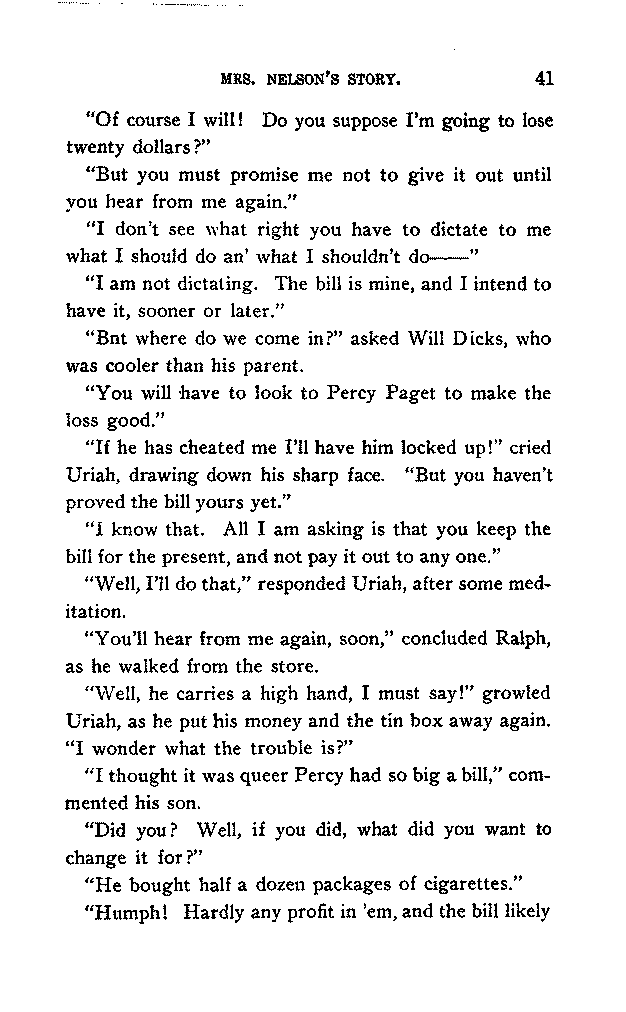 MRS. NELSON'S STORY. 41
"Of course I will! Do you suppose I'm going to lose
twenty dollars?"
"But you must promise me not to give it out until
you hear from me again."
"I don't see what right you have to dictate to me
what I should do an' what I shouldn't do——"
"I am not dictating. The bill is mine, and I intend to
have it, sooner or later."
"Bnt where do we come in?" asked Will Dicks, who
was cooler than his parent.
"You will have to look to Percy Paget to make the
loss good."
"If he has cheated me I'll have him locked up!" cried
Uriah, drawing down his sharp face. "But you haven't
proved the bill yours yet."
"I know that. All I am asking is that you keep the
bill for the present, and not pay it out to any one."
"Well, I'll do that," responded Uriah, after some med-
itation.
"You'll hear from me again, soon," concluded Ralph,
as he walked from the store.
"Well, he carries a high hand, I must say!" growled
Uriah, as he put his money and the tin box away again.
"I wonder what the trouble is?"
"I thought it was queer Percy had so big a bill," com-
mented his son.
"Did you? Well, if you did, what did you want to
change it for?"
"He bought half a dozen packages of cigarettes."
"Humph! Hardly any profit in 'em, and the bill likely